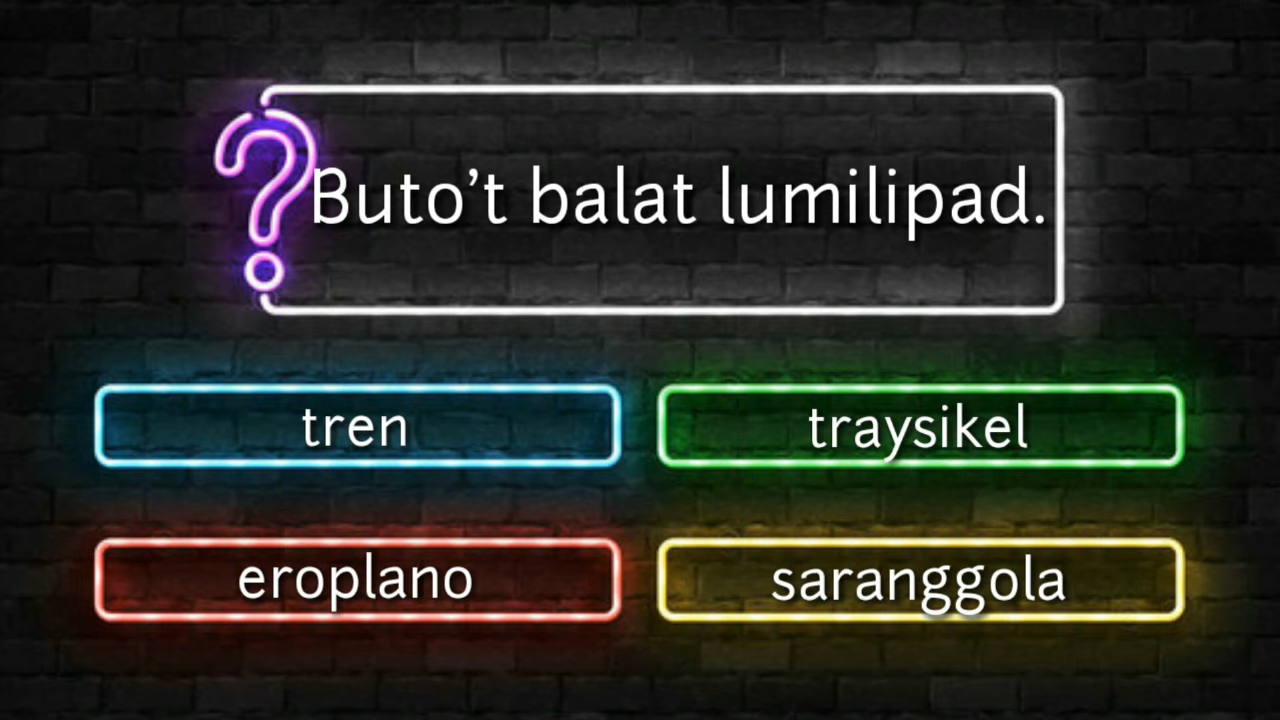 Buto’t balat lumilipad.
tren
traysikel
eroplano
saranggola